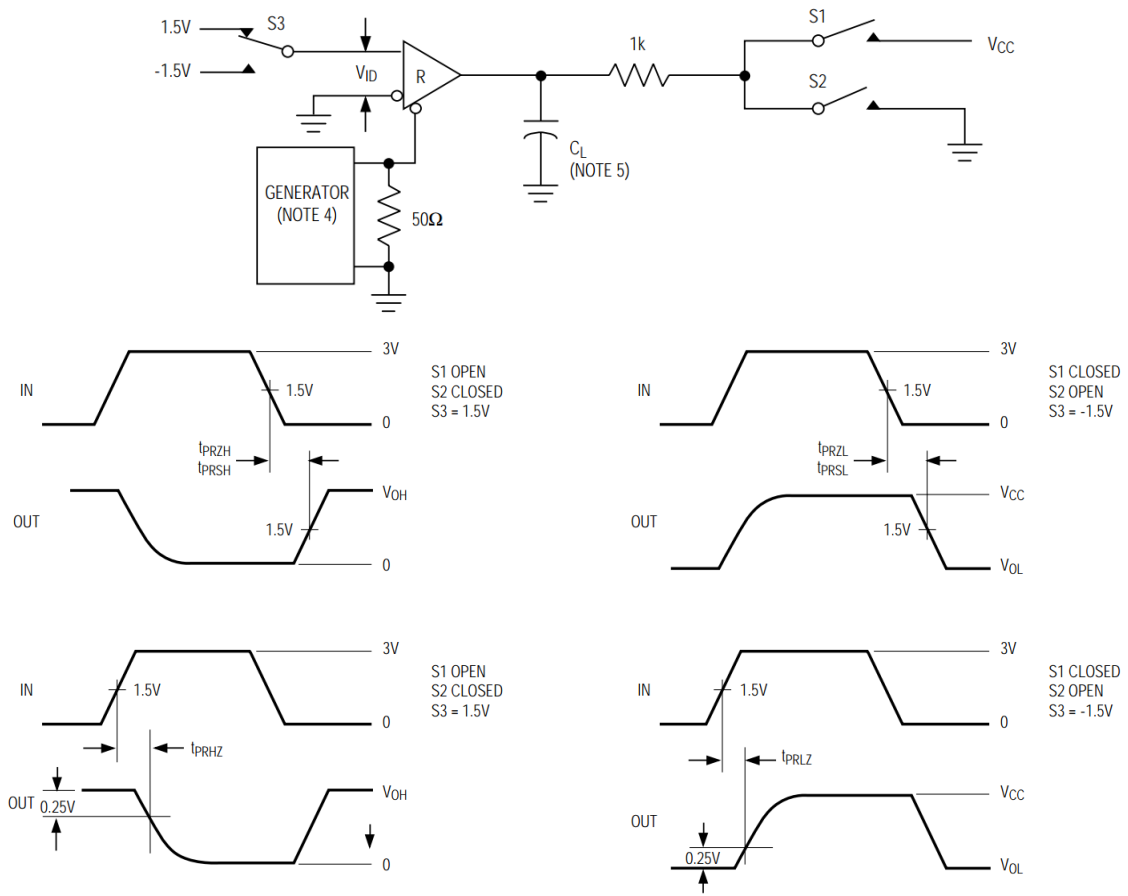 1.5V
S3
-1.5V
VID
R
1k
S1
VCC
S2
CL
(NOTE 5)
GENERATOR
(NOTE 4)
50Ω
IN
3V
1.5V
0
S1 OPEN
S2 CLOSED
S3 = 1.5V
tPRZH
tPRSH
OUT
VOH
1.5V
0
IN
3V
1.5V
0
S1 CLOSED
S2 OPEN
S3 = -1.5V
tPRZL
tPRSL
OUT
VCC
1.5V
VOL
IN
3V
1.5V
0
S1 OPEN
S2 CLOSED
S3 = 1.5V
tPRHZ
OUT
0.25V
VOH
0
IN
3V
1.5V
0
S1 CLOSED
S2 OPEN
S3 = -1.5V
tPRLZ
OUT
VCC
0.25V
VOL